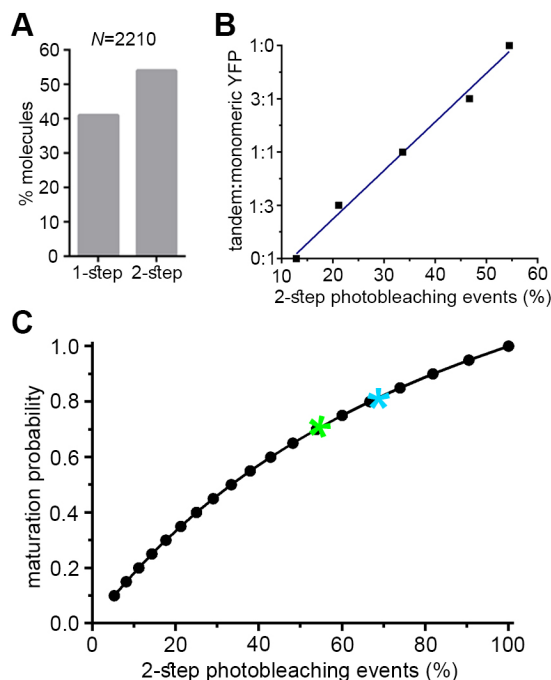 A
N=2210
60
50
40
30
20
10
0
% molecules
1-step
2-step
B
1:0
3:1
1:1
1:3
0:1
tandem:monomeric YFP
10
20
30
40
50
60
2-step photobleaching events (%)
C
1.0
0.8
0.6
0.4
0.2
0.0
maturation probability
0
20
40
60
80
100
2-step photobleaching events (%)